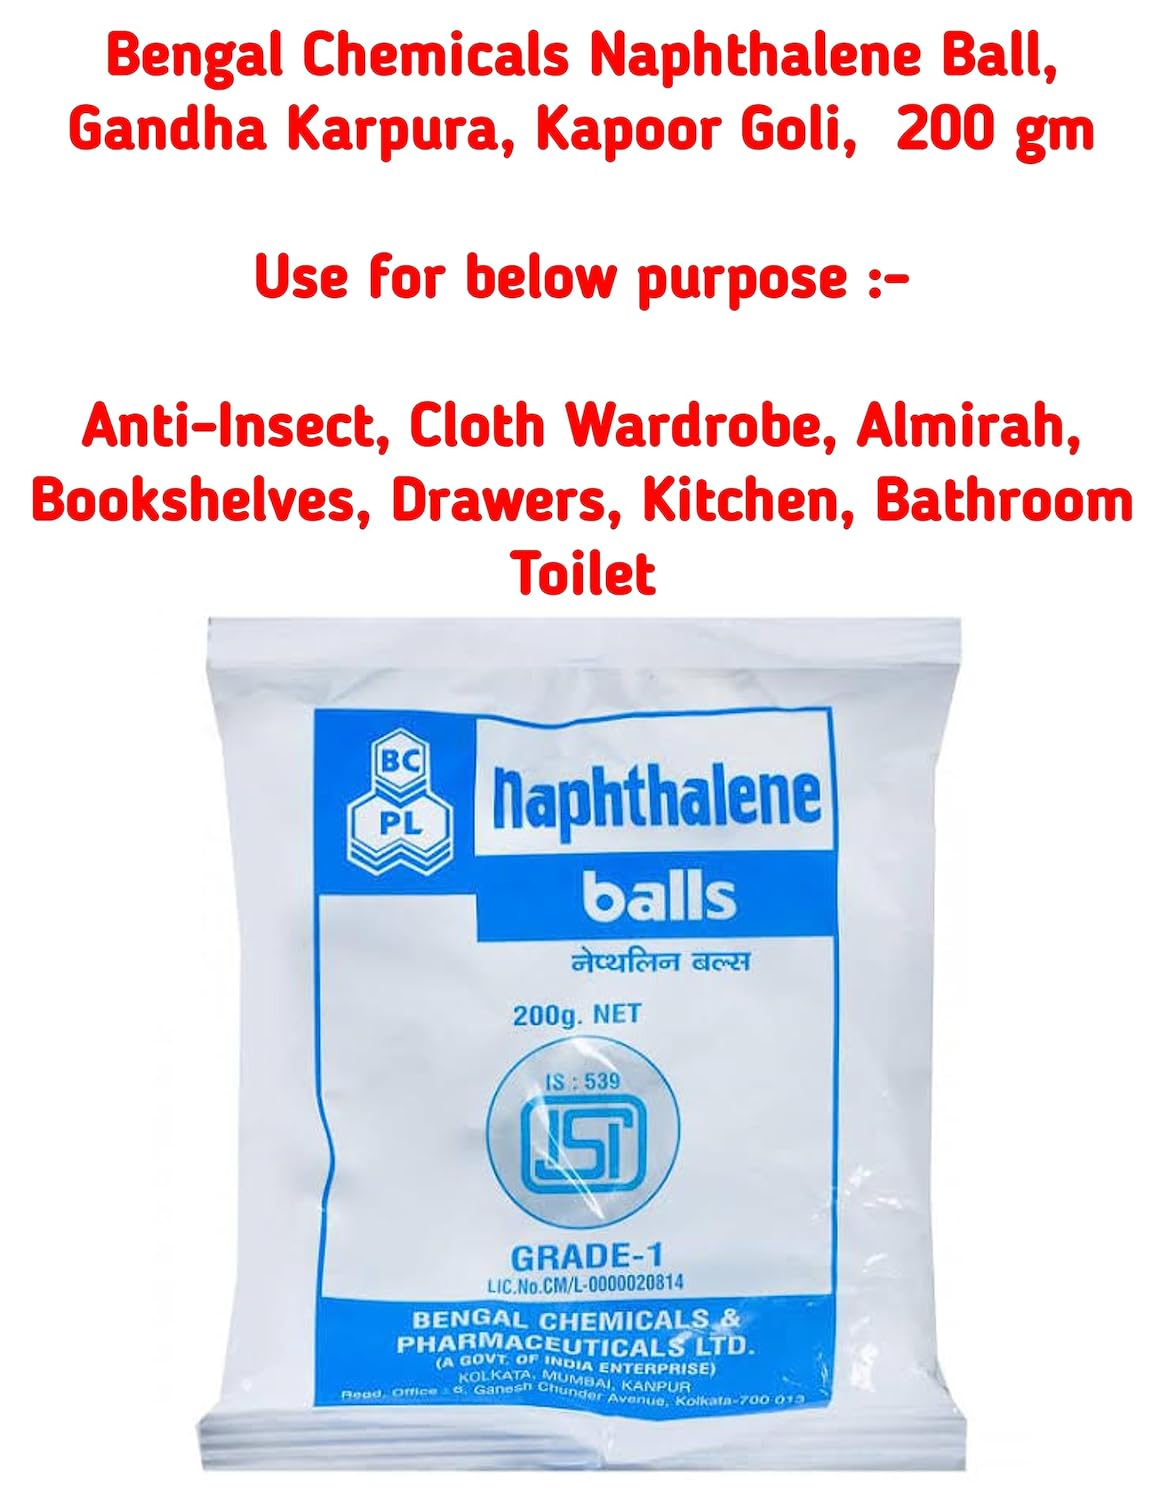 Bengal Chemicals Naphthalene Ball,
Gandha Karpura, Kapoor Goli, 200 gm
Use for below purpose :-
Anti-Insect, Cloth Wardrobe, Almirah,
Bookshelves, Drawers, Kitchen, Bathroom
Toilet
BC
PL
Naphthalene
balls
नेप्थलिन बल्स
200g. NET
IS : 539
ISI
GRADE-1
LIC.No.CM/L-0000020814
BENGAL CHEMICALS &
PHARMACEUTICALS LTD.
(A GOVT. OF INDIA ENTERPRISE)
KOLKATA, MUMBAI, KANPUR
Read. Office : 6, Ganesh Chunder Avenue, Kolkata-700 013